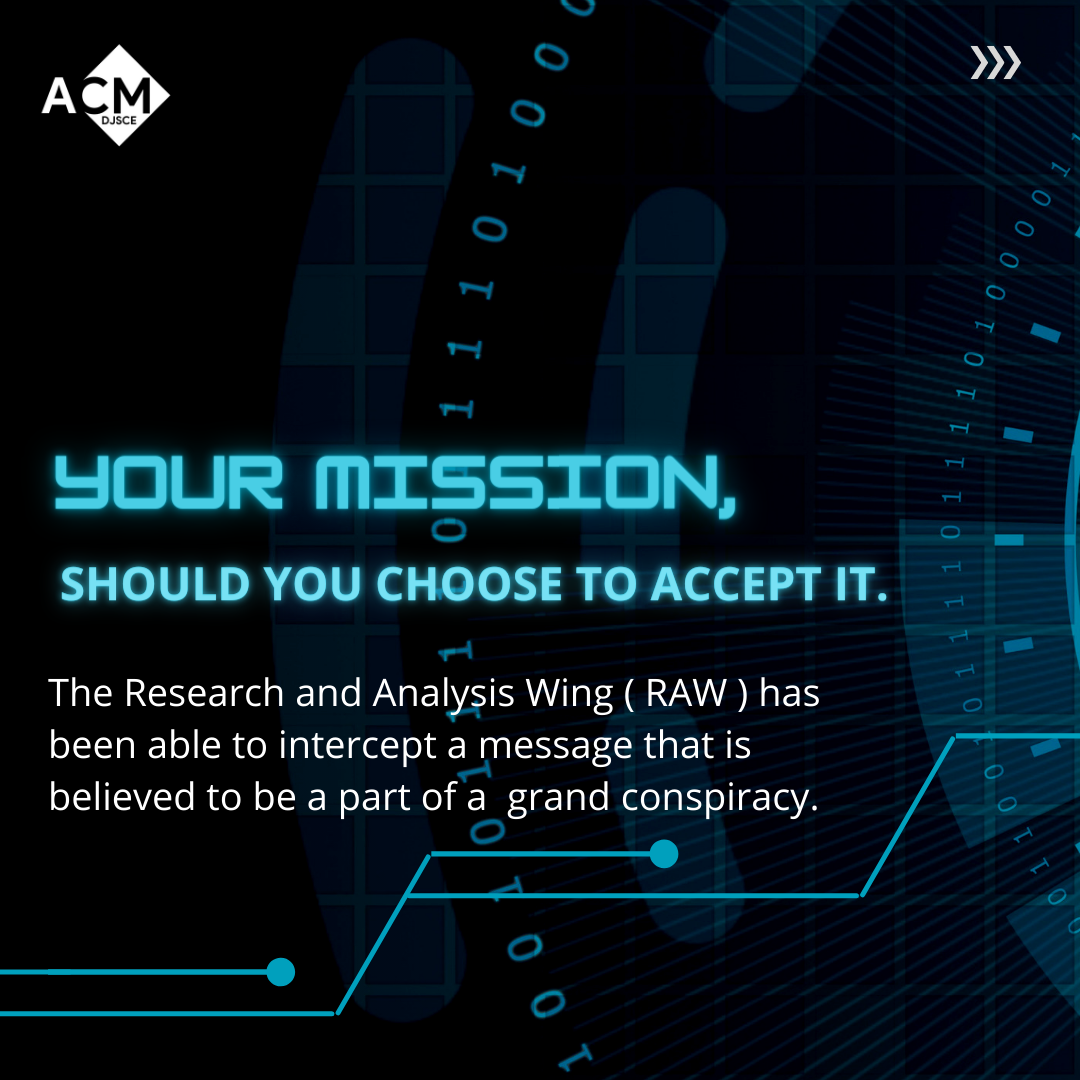 ACM
DJSCE
YOUR MISSION,
SHOULD YOU CHOOSE TO ACCEPT IT.
The Research and Analysis Wing ( RAW ) has
been able to intercept a message that is
believed to be a part of a  grand conspiracy.